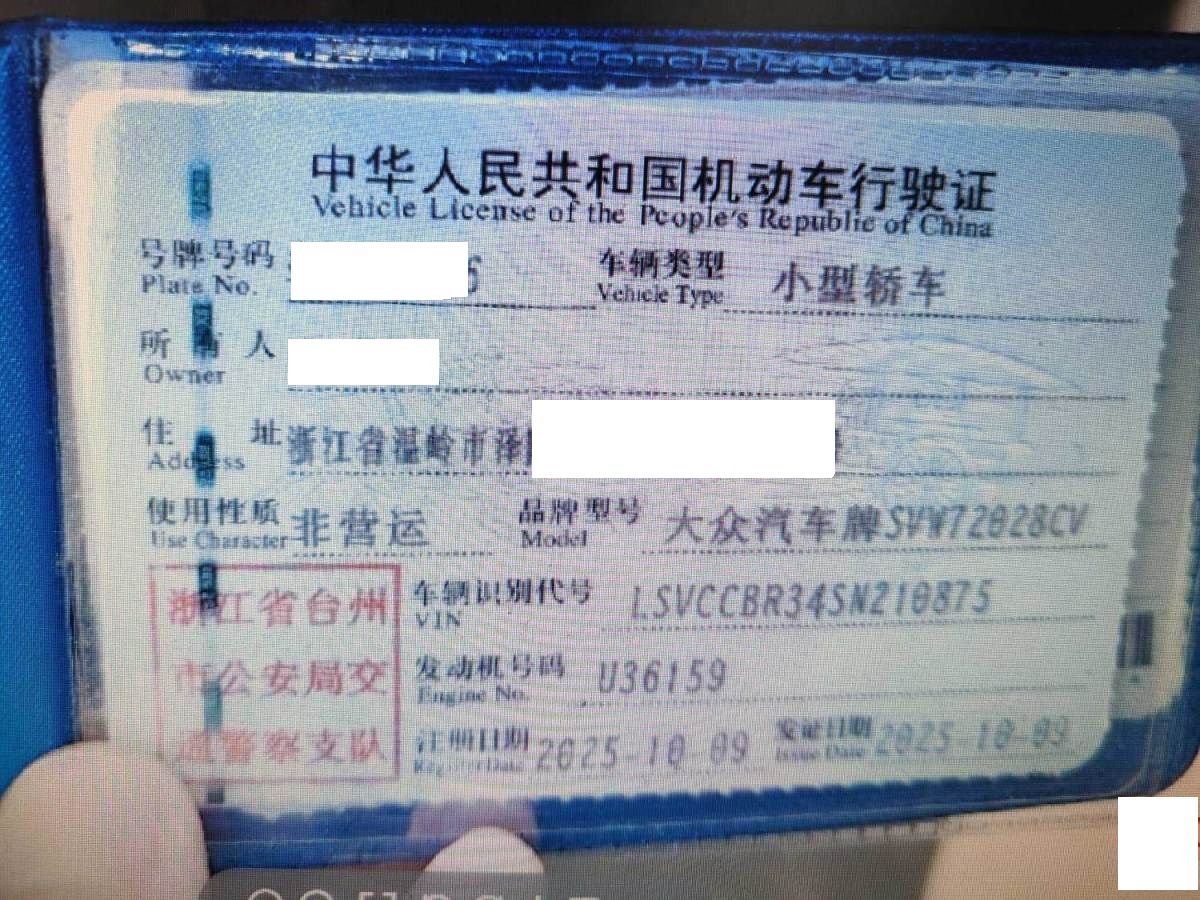 中华人民共和国机动车行驶证
Vehicle License of the People's Republic of China
号牌号码 6 车辆类型 小型轿车
Plate No. Vehicle Type
所有人
Owner
住址 浙江省温岭市泽
Address
使用性质 非营运 品牌型号 大众汽车牌SVW72028CV
Use Character Model
浙江省台州 车辆识别代号 LSVCCBR34SN210875
VIN
市公安局交 发动机号码 U36159
Engine No.
通警察支队 注册日期 2025-10-09 发证日期 2025-10-09
Register Date Issue Date